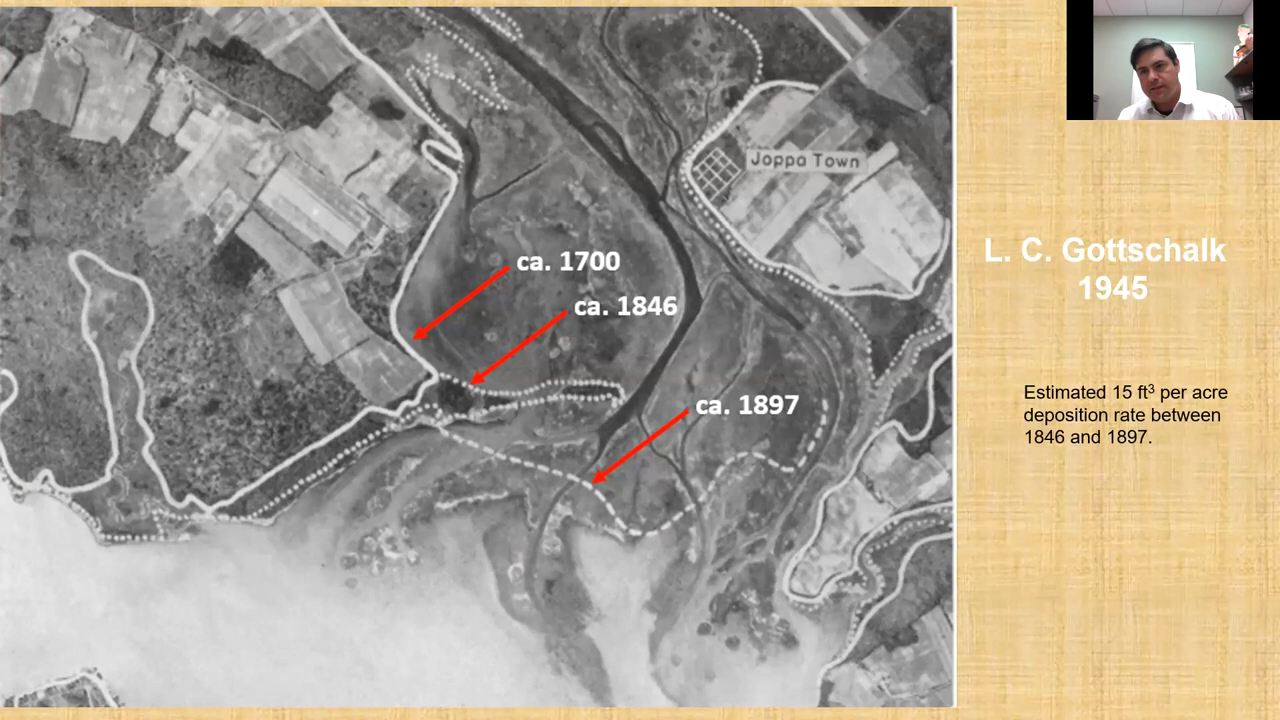 Joppa Town
ca. 1700
ca. 1846
ca. 1897
L. C. Gottschalk
1945
Estimated 15 ft³ per acre
deposition rate between
1846 and 1897.